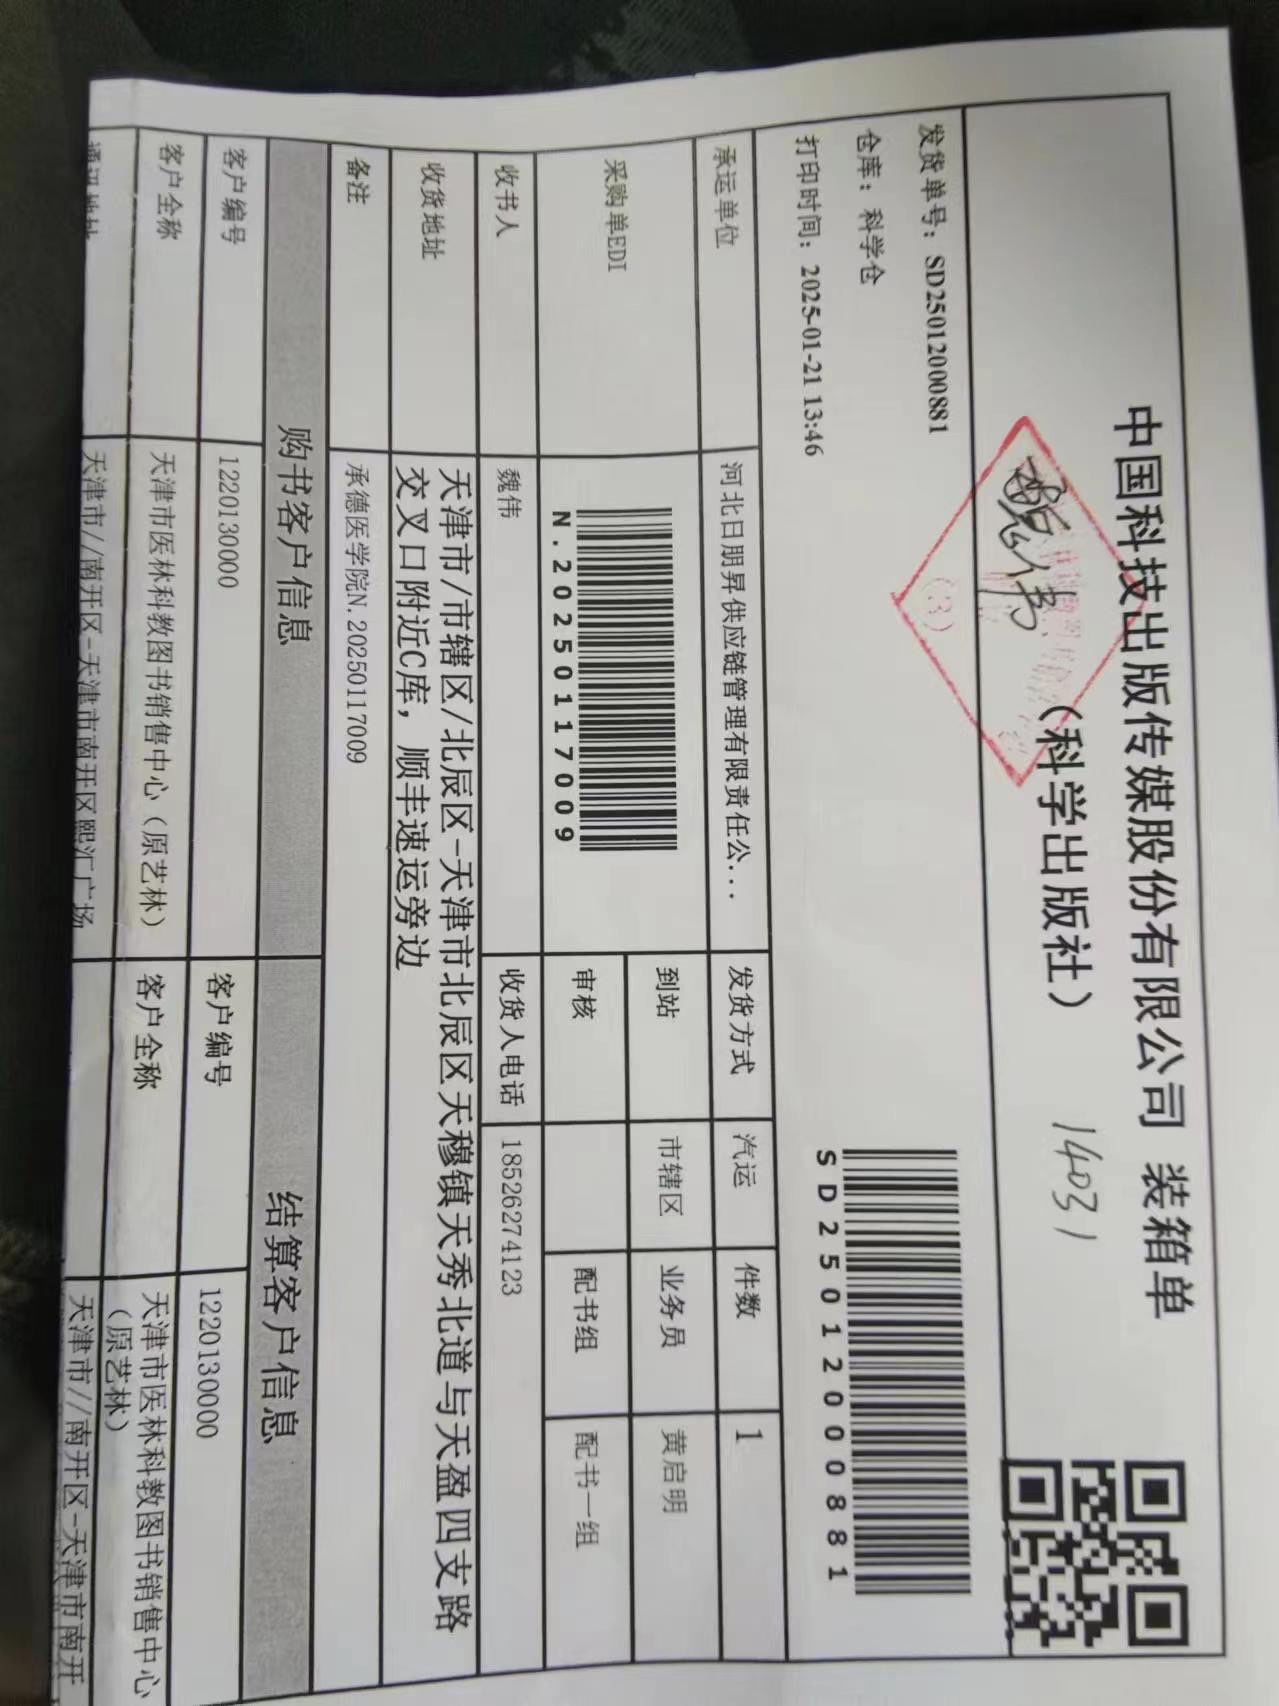 中国科技出版传媒股份有限公司 装箱单
（科学出版社）
1403 1
发货单号：SD2501200881
仓库：科学仓
打印时间：2025-01-21 13:46
SD2501200881
魏伟
(3)
承运单位 河北日朋昇供应链管理有限责任公... 发货方式 汽运 件数 1
采购单EDI N.20250117009 到站 市辖区 业务员 黄启明
审核 配书组 配书一组
收书人 魏伟 收货人电话 18526274123
收货地址 天津市/市辖区/北辰区-天津市北辰区天穆镇天秀北道与天盈四支路
交叉口附近C库，顺丰速运旁边
备注 承德医学院N.20250117009
购书客户信息 结算客户信息
客户编号 1220130000 客户编号 1220130000
客户全称 天津市医林科教图书销售中心（原艺林） 客户全称 天津市医林科教图书销售中心
（原艺林）
通讯地址 天津市//南开区-天津市南开区熙汇广场 天津市//南开区-天津市南开